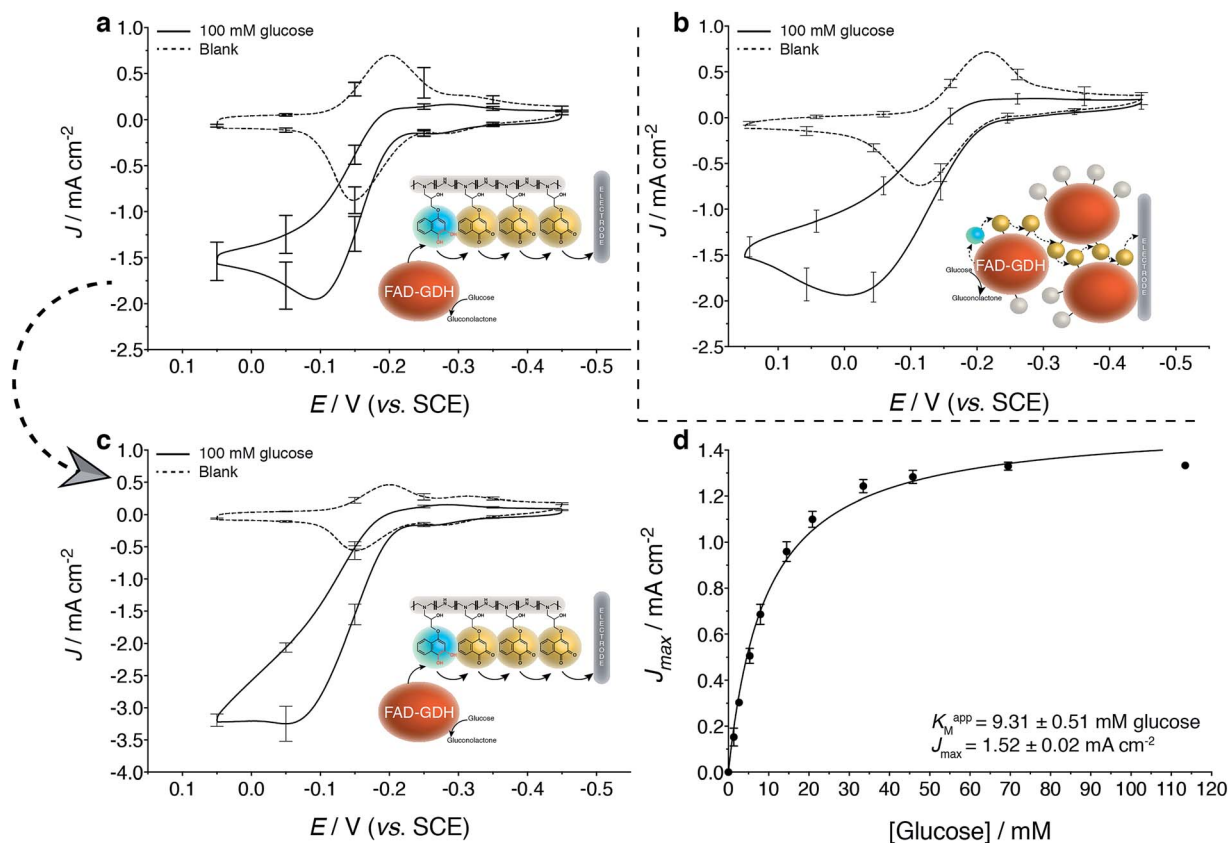 a
100 mM glucose
Blank
1.0
0.5
0.0
-0.5
-1.0
-1.5
-2.0
-2.5
J / mA cm-2
0.1 0.0 -0.1 -0.2 -0.3 -0.4 -0.5
E / V (vs. SCE)
OH OH OH OH
FAD-GDH
Glucose
Gluconolactone
ELECTRODE
b
100 mM glucose
Blank
1.0
0.5
0.0
-0.5
-1.0
-1.5
-2.0
-2.5
J / mA cm-2
0.1 0.0 -0.1 -0.2 -0.3 -0.4 -0.5
E / V (vs. SCE)
FAD-GDH
Glucose
Gluconolactone
ELECTRODE
c
100 mM glucose
Blank
1.0
0.5
0.0
-0.5
-1.0
-1.5
-2.0
-2.5
-3.0
-3.5
-4.0
J / mA cm-2
0.1 0.0 -0.1 -0.2 -0.3 -0.4 -0.5
E / V (vs. SCE)
OH OH OH OH
FAD-GDH
Glucose
Gluconolactone
ELECTRODE
d
1.4
1.2
1.0
0.8
0.6
0.4
0.2
0.0
Jmax / mA cm-2
KMapp = 9.31 ± 0.51 mM glucose
Jmax = 1.52 ± 0.02 mA cm-2
0 10 20 30 40 50 60 70 80 90 100 110 120
[Glucose] / mM